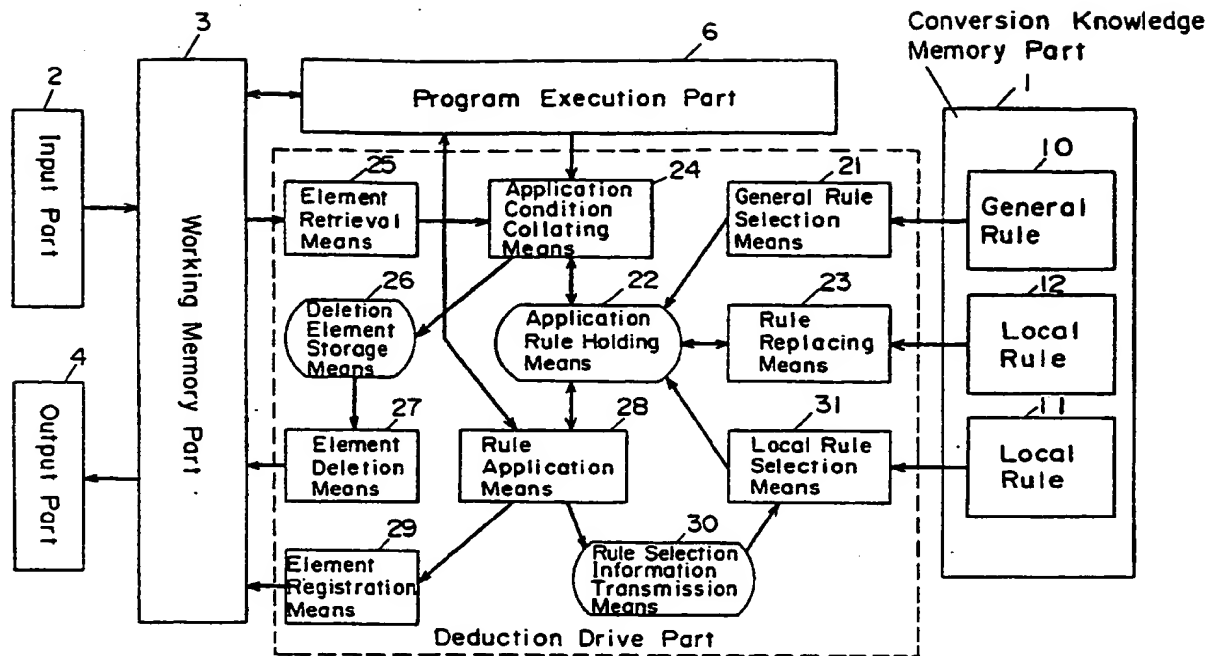 Conversion Knowledge
Memory Part
3
6
1
2
Input Part
Working Memory Part
Program Execution Part
10
General
Rule
25
Element
Retrieval
Means
24
Application
Condition
Collating
Means
21
General Rule
Selection
Means
26
Deletion
Element
Storage
Means
22
Application
Rule Holding
Means
23
Rule
Replacing
Means
12
Local
Rule
4
Output Part
27
Element
Deletion
Means
28
Rule
Application
Means
31
Local Rule
Selection
Means
11
Local
Rule
29
Element
Registration
Means
30
Rule Selection
Information
Transmission
Means
Deduction Drive Part